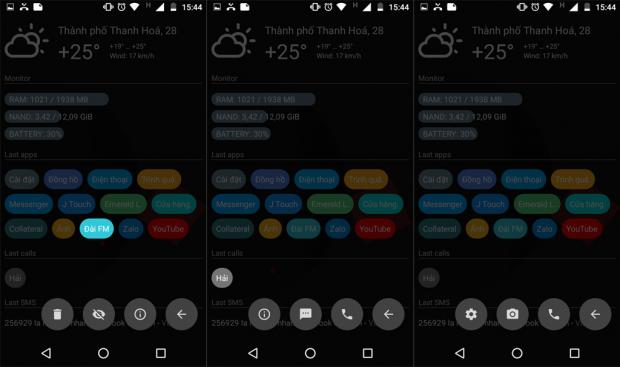 15:44
Thành phố Thanh Hoá, 28
+25°
+19° ... +25°
Wind: 17 km/h
Monitor
RAM: 1021 / 1938 MB
NAND: 3,42 / 12,09 GiB
BATTERY: 30%
Last apps
Cài đặt Đồng hồ Điện thoại Trình quả.
Messenger J Touch Emerald L. Cửa hàng.
Collateral Ảnh Đài FM Zalo YouTube
Last calls
Hải
Last SMS
256929 la
H 15:44
Thành phố Thanh Hoá, 28
+25°
+19° ... +25°
Wind: 17 km/h
Monitor
RAM: 1021 / 1938 MB
NAND: 3,42 / 12,09 GiB
BATTERY: 30%
Last apps
Cài đặt Đồng hồ Điện thoại Trình quả.
Messenger J Touch Emerald L. Cửa hàng.
Collateral Ảnh Đài FM Zalo YouTube
Last calls
Hải
Last SMS
256929 la
H 15:44
Thành phố Thanh Hoá, 28
+25°
+19° ... +25°
Wind: 17 km/h
Monitor
RAM: 1021 / 1938 MB
NAND: 3,42 / 12,09 GiB
BATTERY: 30%
Last apps
Cài đặt Đồng hồ Điện thoại Trình quả.
Messenger J Touch Emerald L. Cửa hàng.
Collateral Ảnh Đài FM Zalo YouTube
Last calls
Hải
Last SMS
256929 la